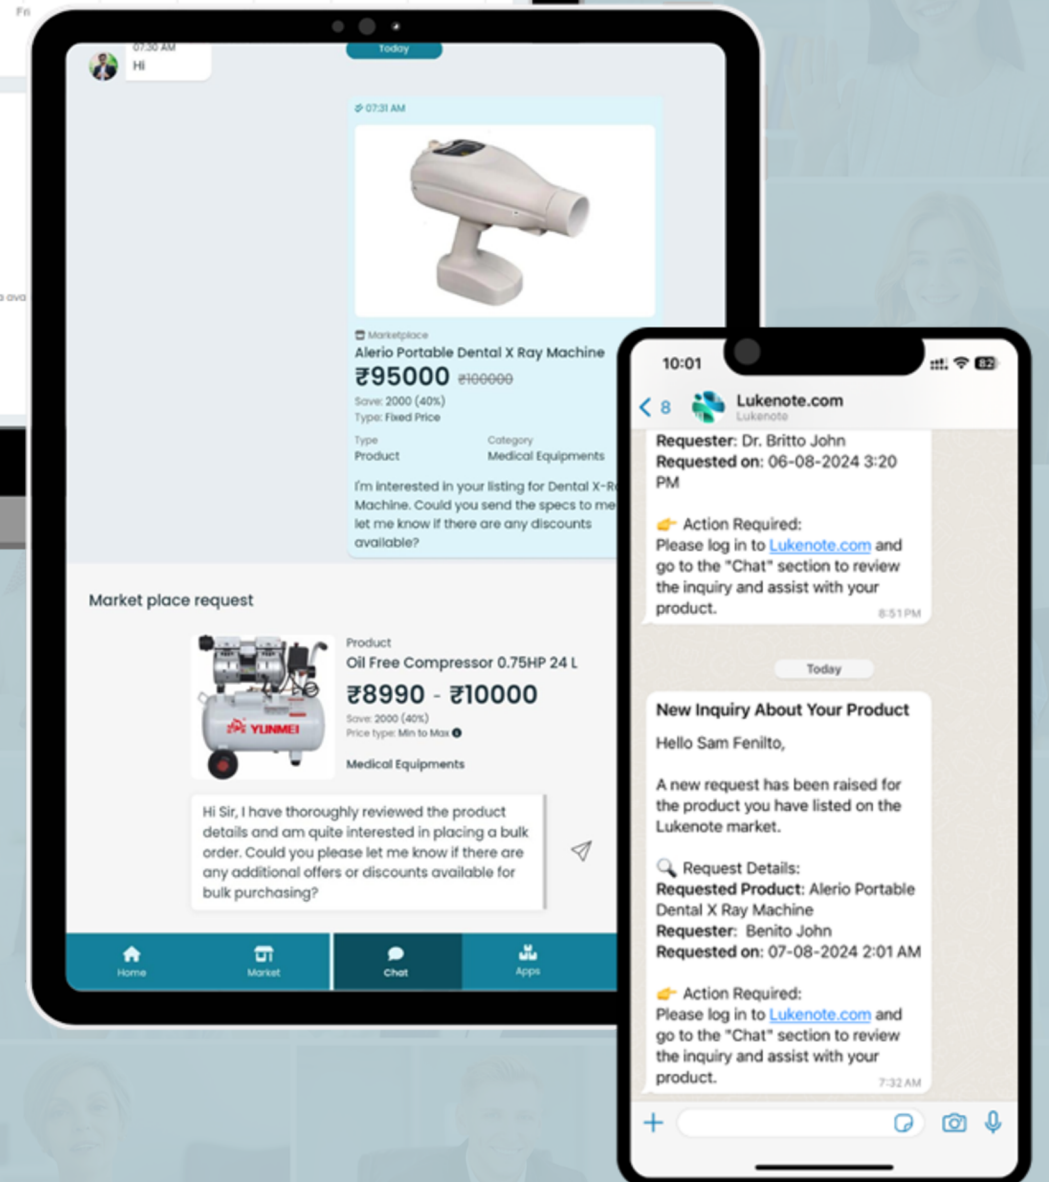 Fri
a ava
07:30 AM
Hi
Today
07:31 AM
Marketplace
Alerio Portable Dental X Ray Machine
₹95000 ₹100000
Save: 2000 (40%)
Type: Fixed Price
Type Category
Product Medical Equipments
I'm interested in your listing for Dental X-R
Machine. Could you send the specs to me
let me know if there are any discounts
available?
Market place request
YUNMEI
Product
Oil Free Compressor 0.75HP 24 L
₹8990 - ₹10000
Save: 2000 (40%)
Price type: Min to Max
Medical Equipments
Hi Sir, I have thoroughly reviewed the product
details and am quite interested in placing a bulk
order. Could you please let me know if there are
any additional offers or discounts available for
bulk purchasing?
Home Market Chat Apps
10:01 82
8 Lukenote.com
Lukenote
Requester: Dr. Britto John
Requested on: 06-08-2024 3:20
PM
👉 Action Required:
Please log in to Lukenote.com and
go to the "Chat" section to review
the inquiry and assist with your
product.
8:51 PM
Today
New Inquiry About Your Product
Hello Sam Fenilto,
A new request has been raised for
the product you have listed on the
Lukenote market.
🔍 Request Details:
Requested Product: Alerio Portable
Dental X Ray Machine
Requester: Benito John
Requested on: 07-08-2024 2:01 AM
👉 Action Required:
Please log in to Lukenote.com and
go to the "Chat" section to review
the inquiry and assist with your
product.
7:32 AM